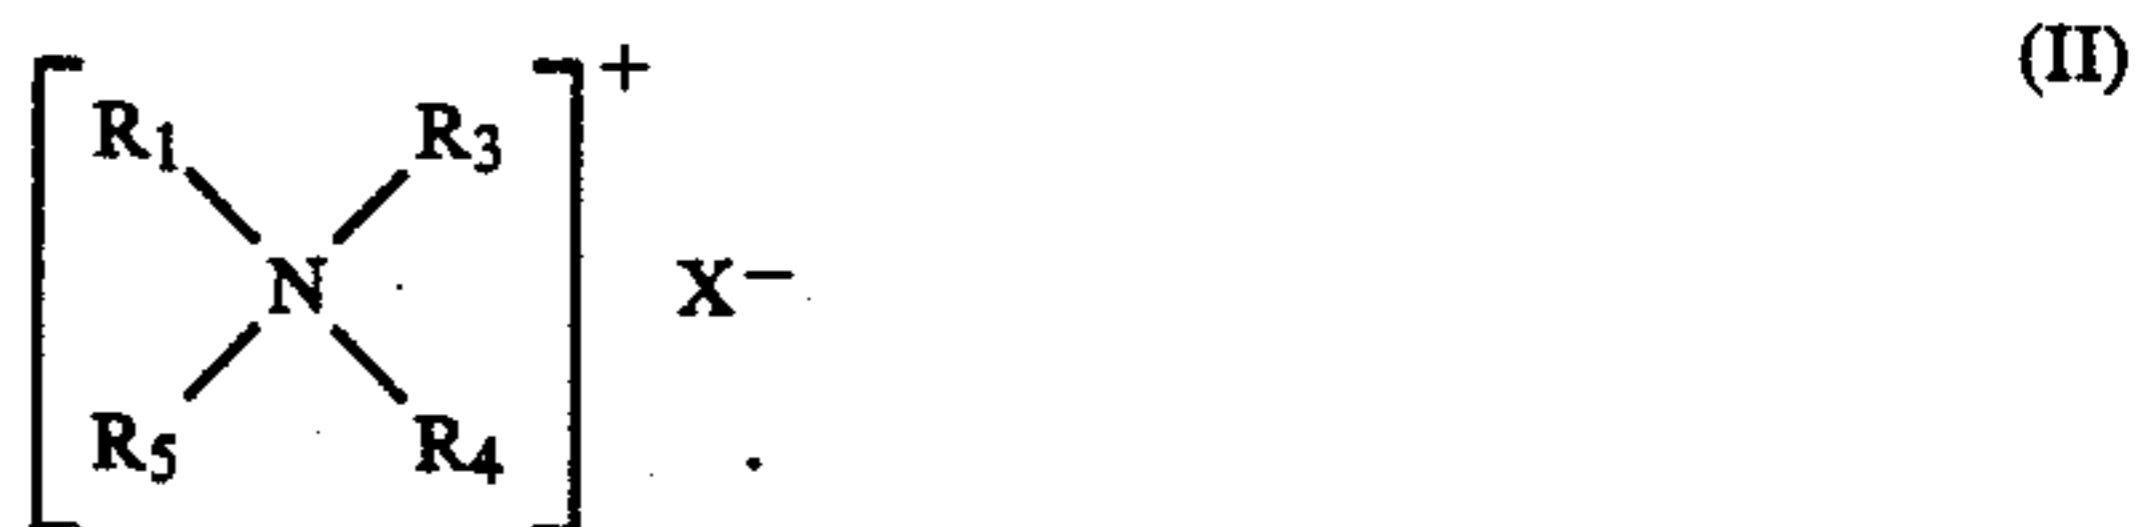 (II)
[ R1 R3 ]+
N X−
R5 R4